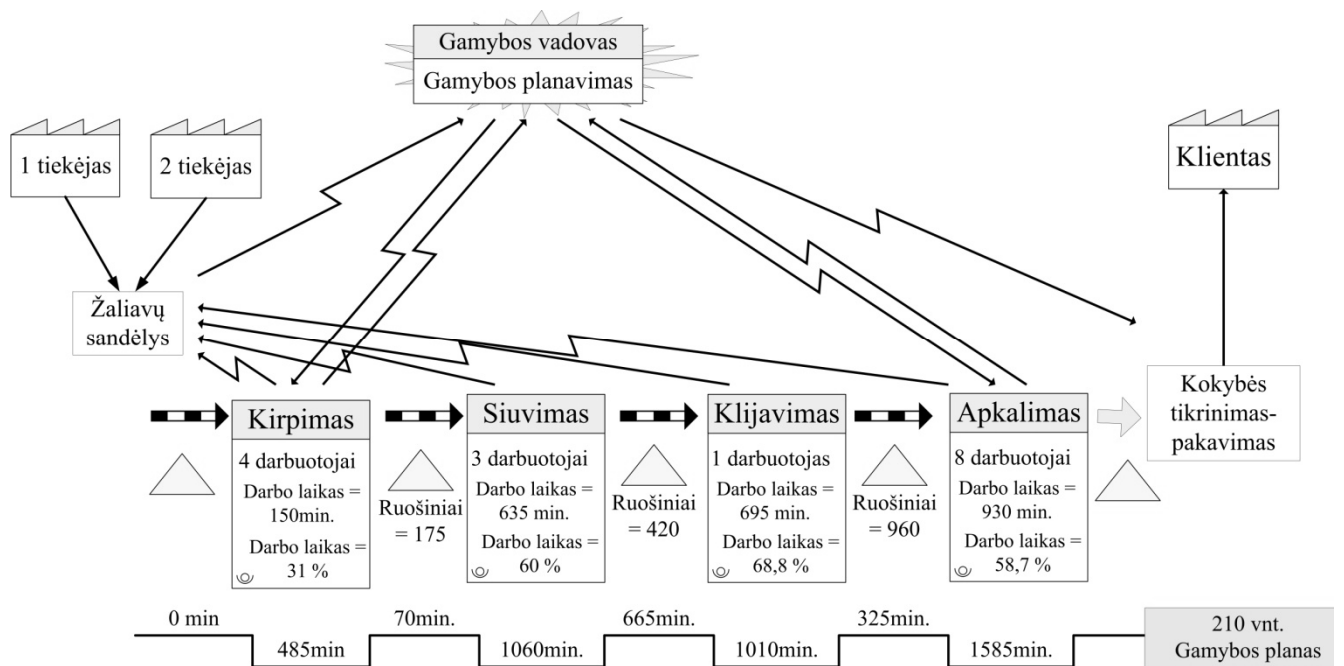 Gamybos vadovas
Gamybos planavimas
1 tiekėjas
2 tiekėjas
Klientas
Žaliavų
sandėlys
Kokybės
tikrinimas-
pakavimas
Kirpimas
4 darbuotojai
Darbo laikas =
150min.
Darbo laikas =
31 %
Ruošiniai
= 175
Siuvimas
3 darbuotojai
Darbo laikas =
635 min.
Darbo laikas =
60 %
Ruošiniai
= 420
Klijavimas
1 darbuotojas
Darbo laikas =
695 min.
Darbo laikas =
68,8 %
Ruošiniai
= 960
Apkalimas
8 darbuotojai
Darbo laikas =
930 min.
Darbo laikas =
58,7 %
0 min
485min
70min.
1060min.
665min.
1010min.
325min.
1585min.
210 vnt.
Gamybos planas